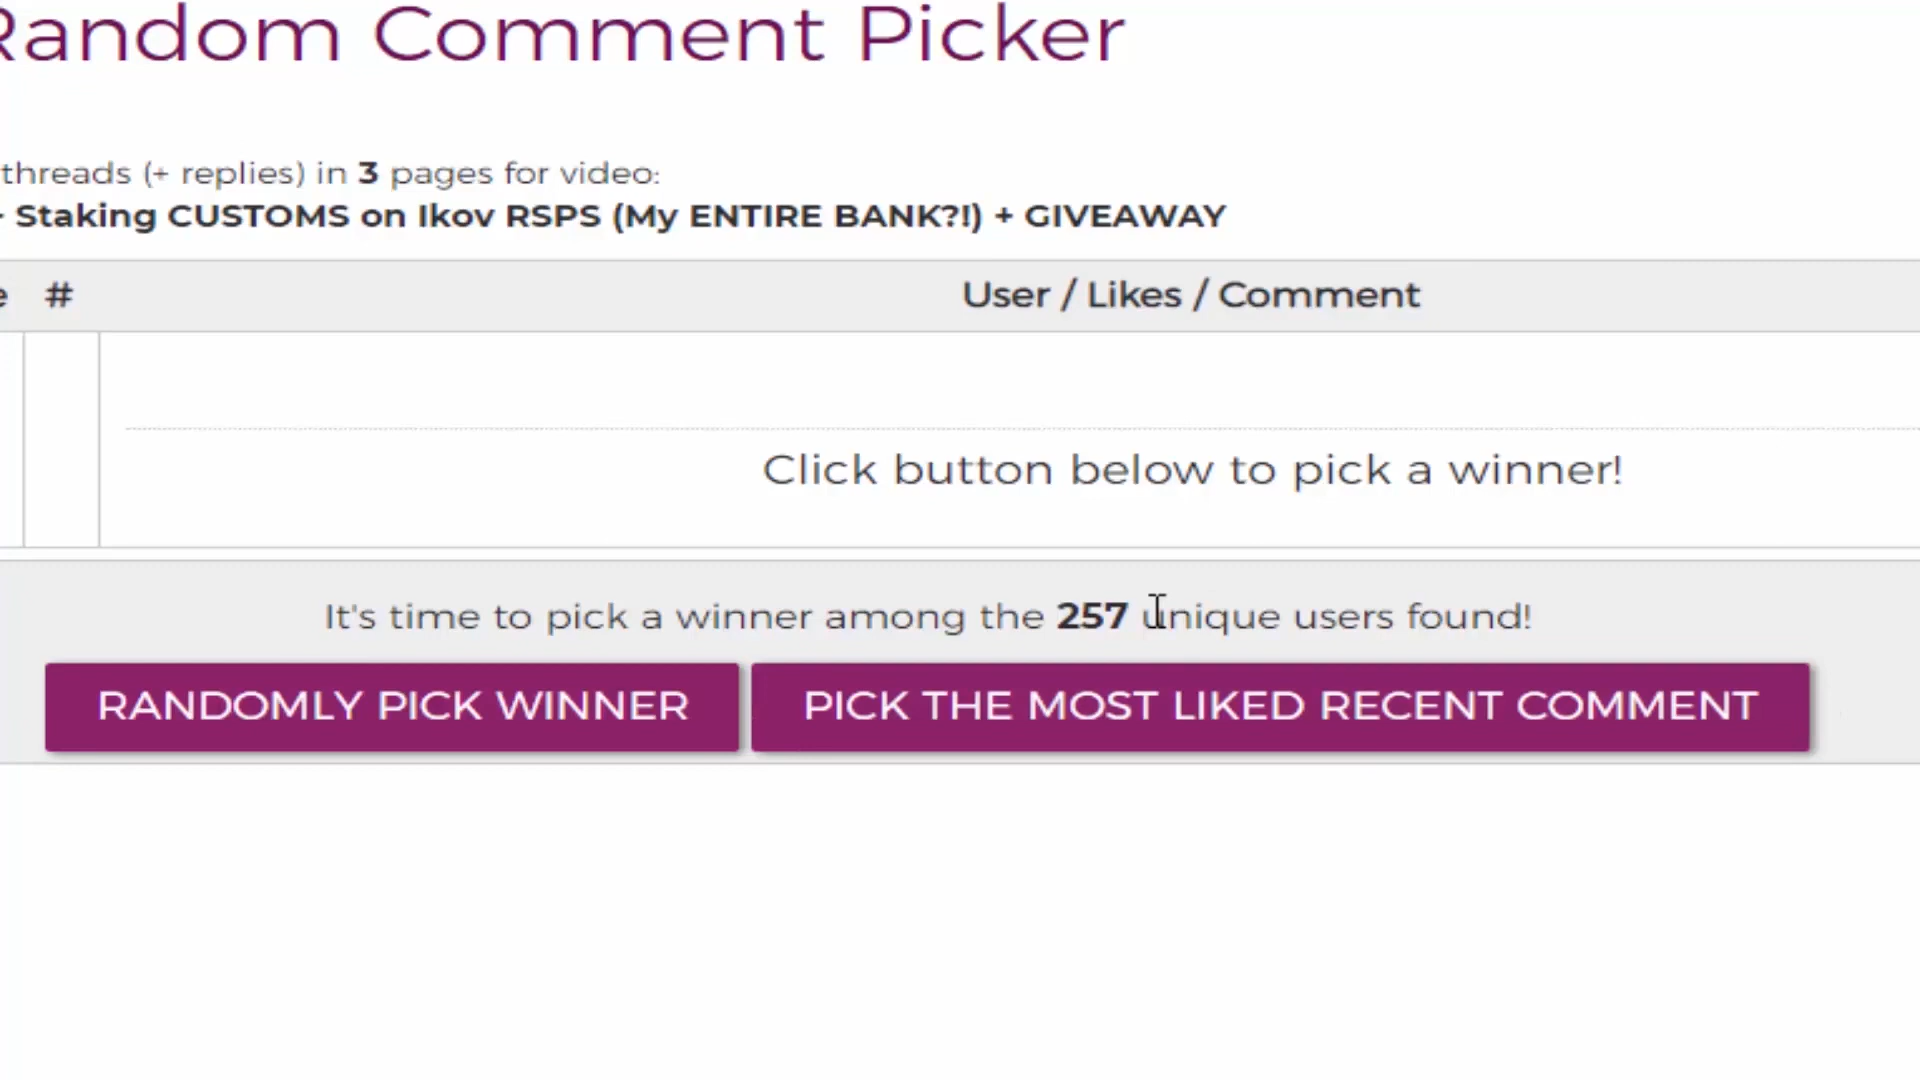 Random Comment Picker
threads (+ replies) in 3 pages for video:
Staking CUSTOMS on Ikov RSPS (My ENTIRE BANK?!) + GIVEAWAY
# User / Likes / Comment
Click button below to pick a winner!
It's time to pick a winner among the 257 unique users found!
RANDOMLY PICK WINNER PICK THE MOST LIKED RECENT COMMENT